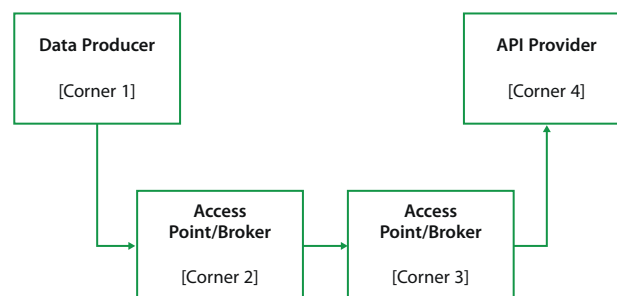 Data Producer
[Corner 1]
API Provider
[Corner 4]
Access
Point/Broker
[Corner 2]
Access
Point/Broker
[Corner 3]